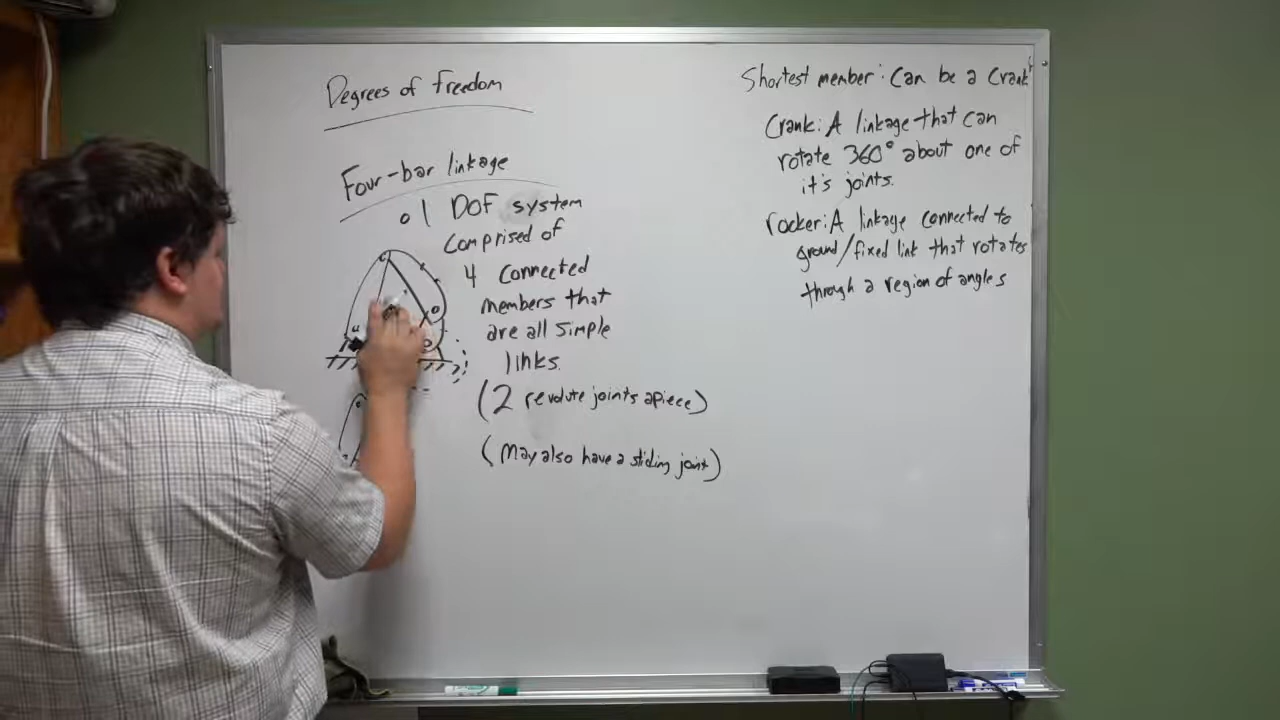 Degrees of freedom
Four-bar linkage
o 1 DOF system
comprised of
4 connected
members that
are all simple
links.
(2 revolute joints apiece)
(may also have a sliding joint)
Shortest member: Can be a crank
Crank: A linkage that can
rotate 360° about one of
it's joints.
rocker: A linkage connected to
ground/fixed link that rotates
through a region of angles